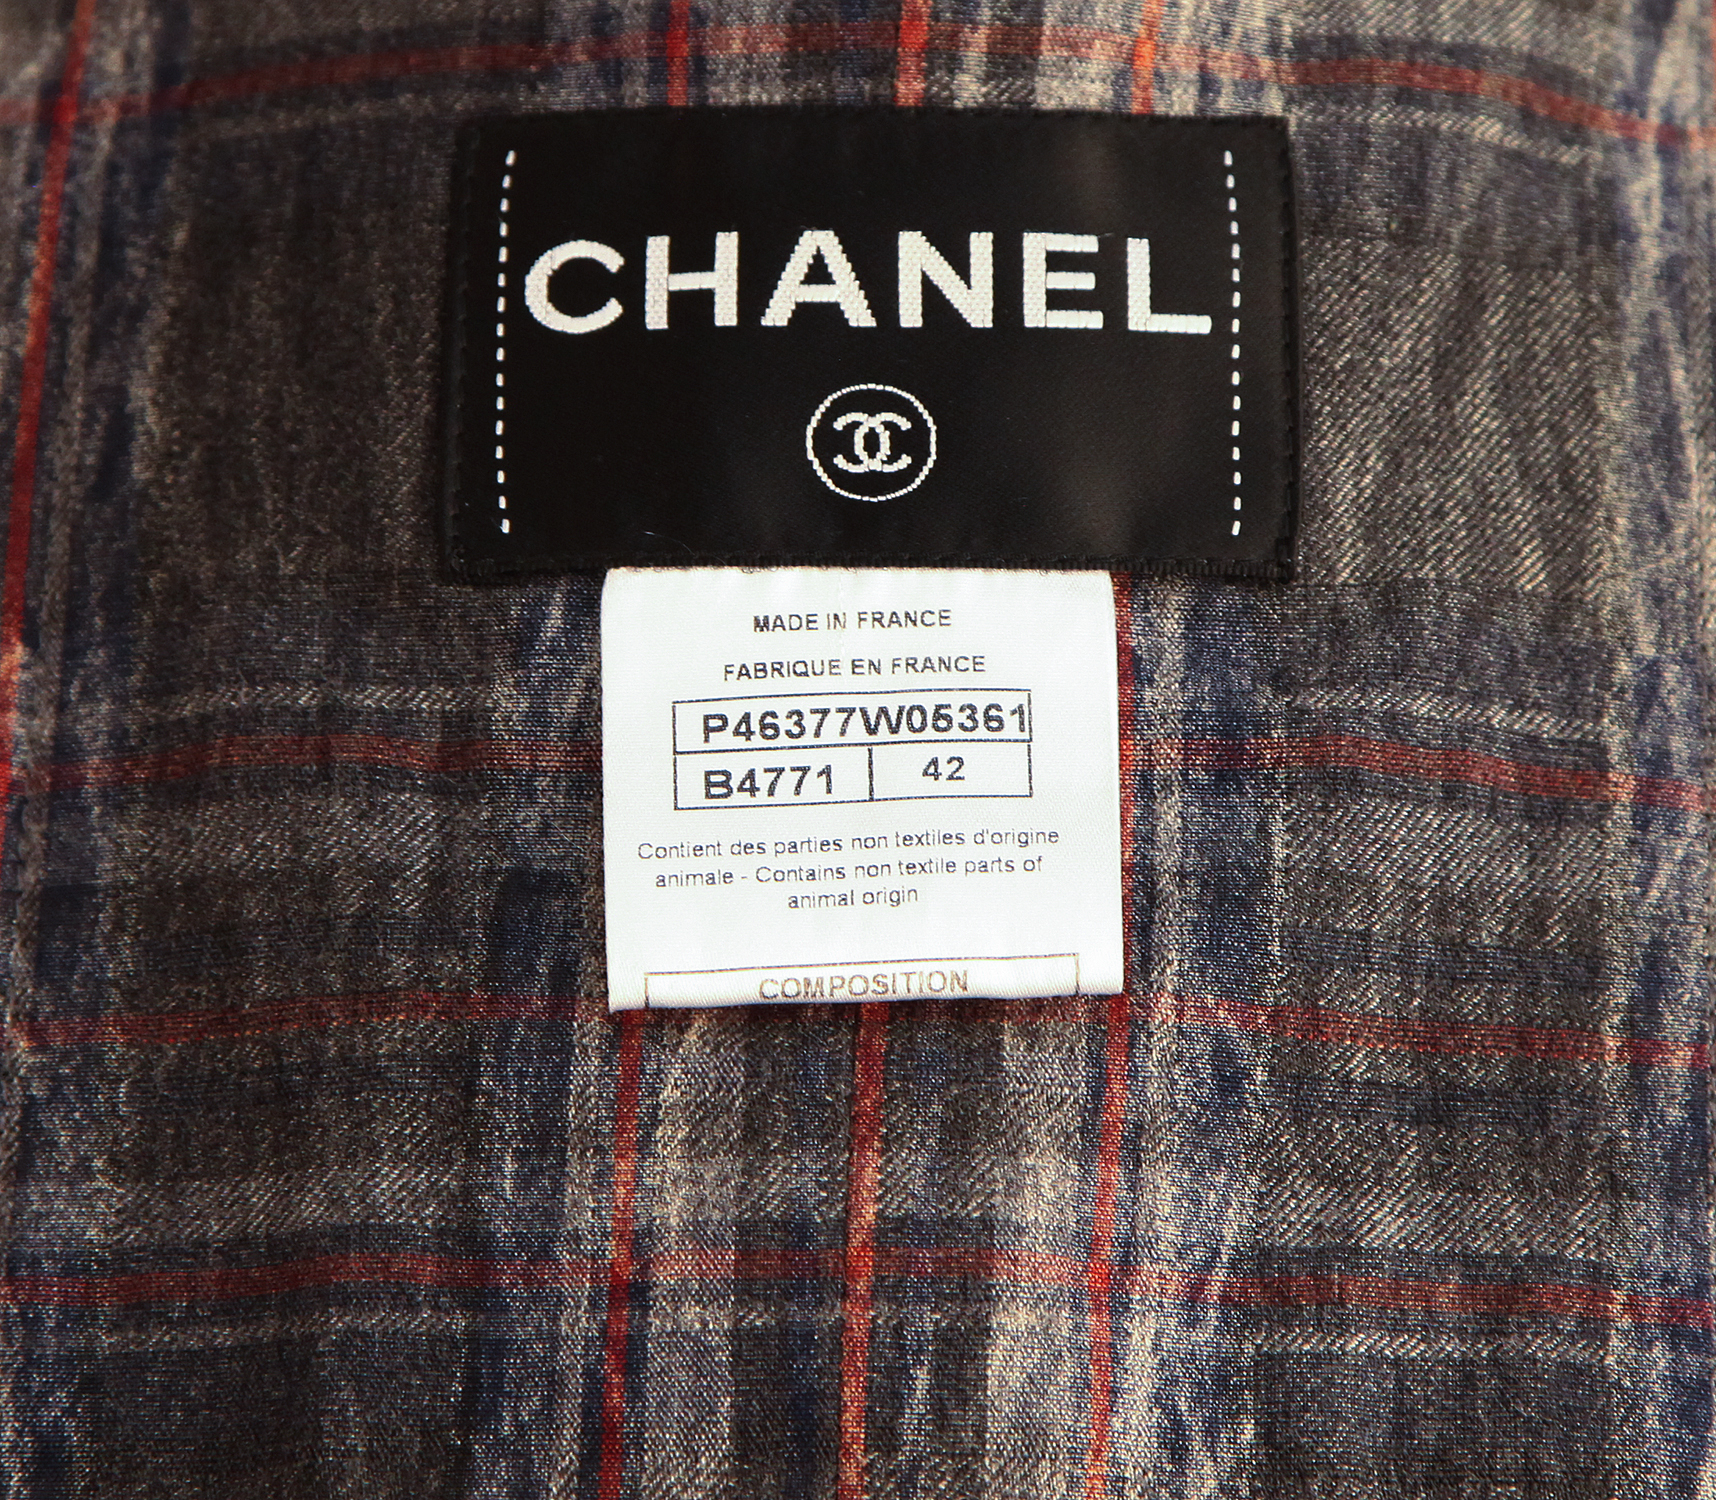 CHANEL
MADE IN FRANCE
FABRIQUE EN FRANCE
P46377W05361
B4771 42
Contient des parties non textiles d'origine
animale - Contains non textile parts of
animal origin
COMPOSITION